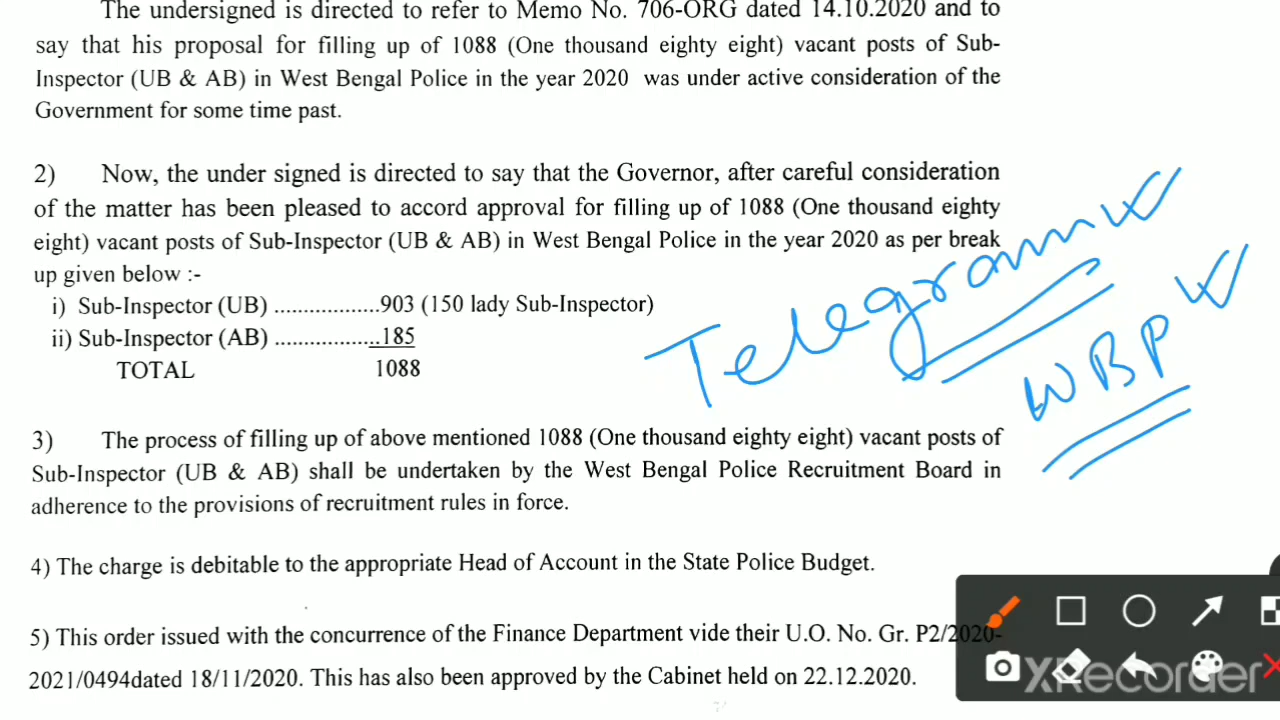 The undersigned is directed to refer to Memo No. 706-ORG dated 14.10.2020 and to
say that his proposal for filling up of 1088 (One thousand eighty eight) vacant posts of Sub-
Inspector (UB & AB) in West Bengal Police in the year 2020 was under active consideration of the
Government for some time past.
2) Now, the under signed is directed to say that the Governor, after careful consideration
of the matter has been pleased to accord approval for filling up of 1088 (One thousand eighty
eight) vacant posts of Sub-Inspector (UB & AB) in West Bengal Police in the year 2020 as per break
up given below :-
i) Sub-Inspector (UB) ...................903 (150 lady Sub-Inspector)
ii) Sub-Inspector (AB) ...................185
TOTAL 1088
Telegram
WBP
3) The process of filling up of above mentioned 1088 (One thousand eighty eight) vacant posts of
Sub-Inspector (UB & AB) shall be undertaken by the West Bengal Police Recruitment Board in
adherence to the provisions of recruitment rules in force.
4) The charge is debitable to the appropriate Head of Account in the State Police Budget.
5) This order issued with the concurrence of the Finance Department vide their U.O. No. Gr. P2/2020-
2021/0494dated 18/11/2020. This has also been approved by the Cabinet held on 22.12.2020.
XRecorder